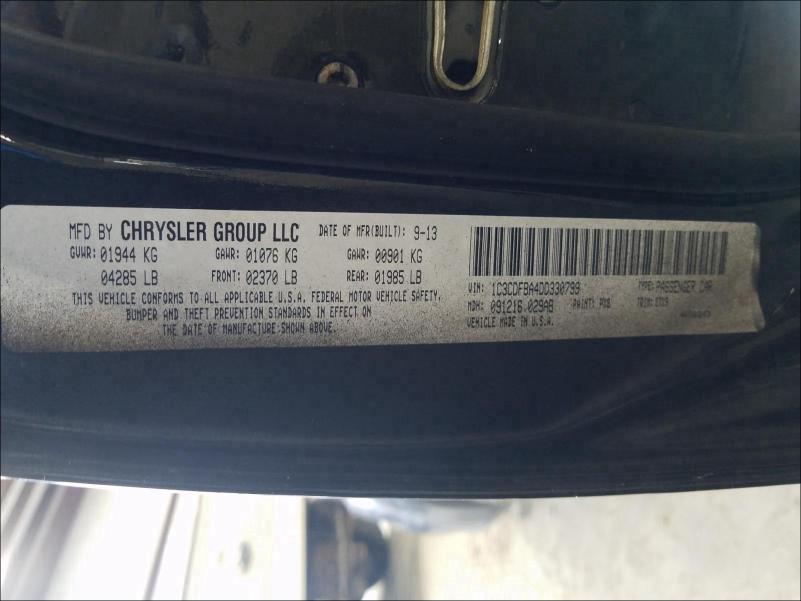 MFD BY CHRYSLER GROUP LLC DATE OF MFR(BUILT): 9-13
GVWR: 01944 KG GAWR: 01076 KG GAWR: 00901 KG
04285 LB FRONT: 02370 LB REAR: 01985 LB
THIS VEHICLE CONFORMS TO ALL APPLICABLE U.S.A. FEDERAL MOTOR VEHICLE SAFETY,
BUMPER AND THEFT PREVENTION STANDARDS IN EFFECT ON
THE DATE OF MANUFACTURE SHOWN ABOVE.
VIN: 1C3CDFBA4DD330799 TYPE: PASSENGER CAR
MDH: 091216 029AB PAINT: TRIM:
VEHICLE MADE IN U.S.A.